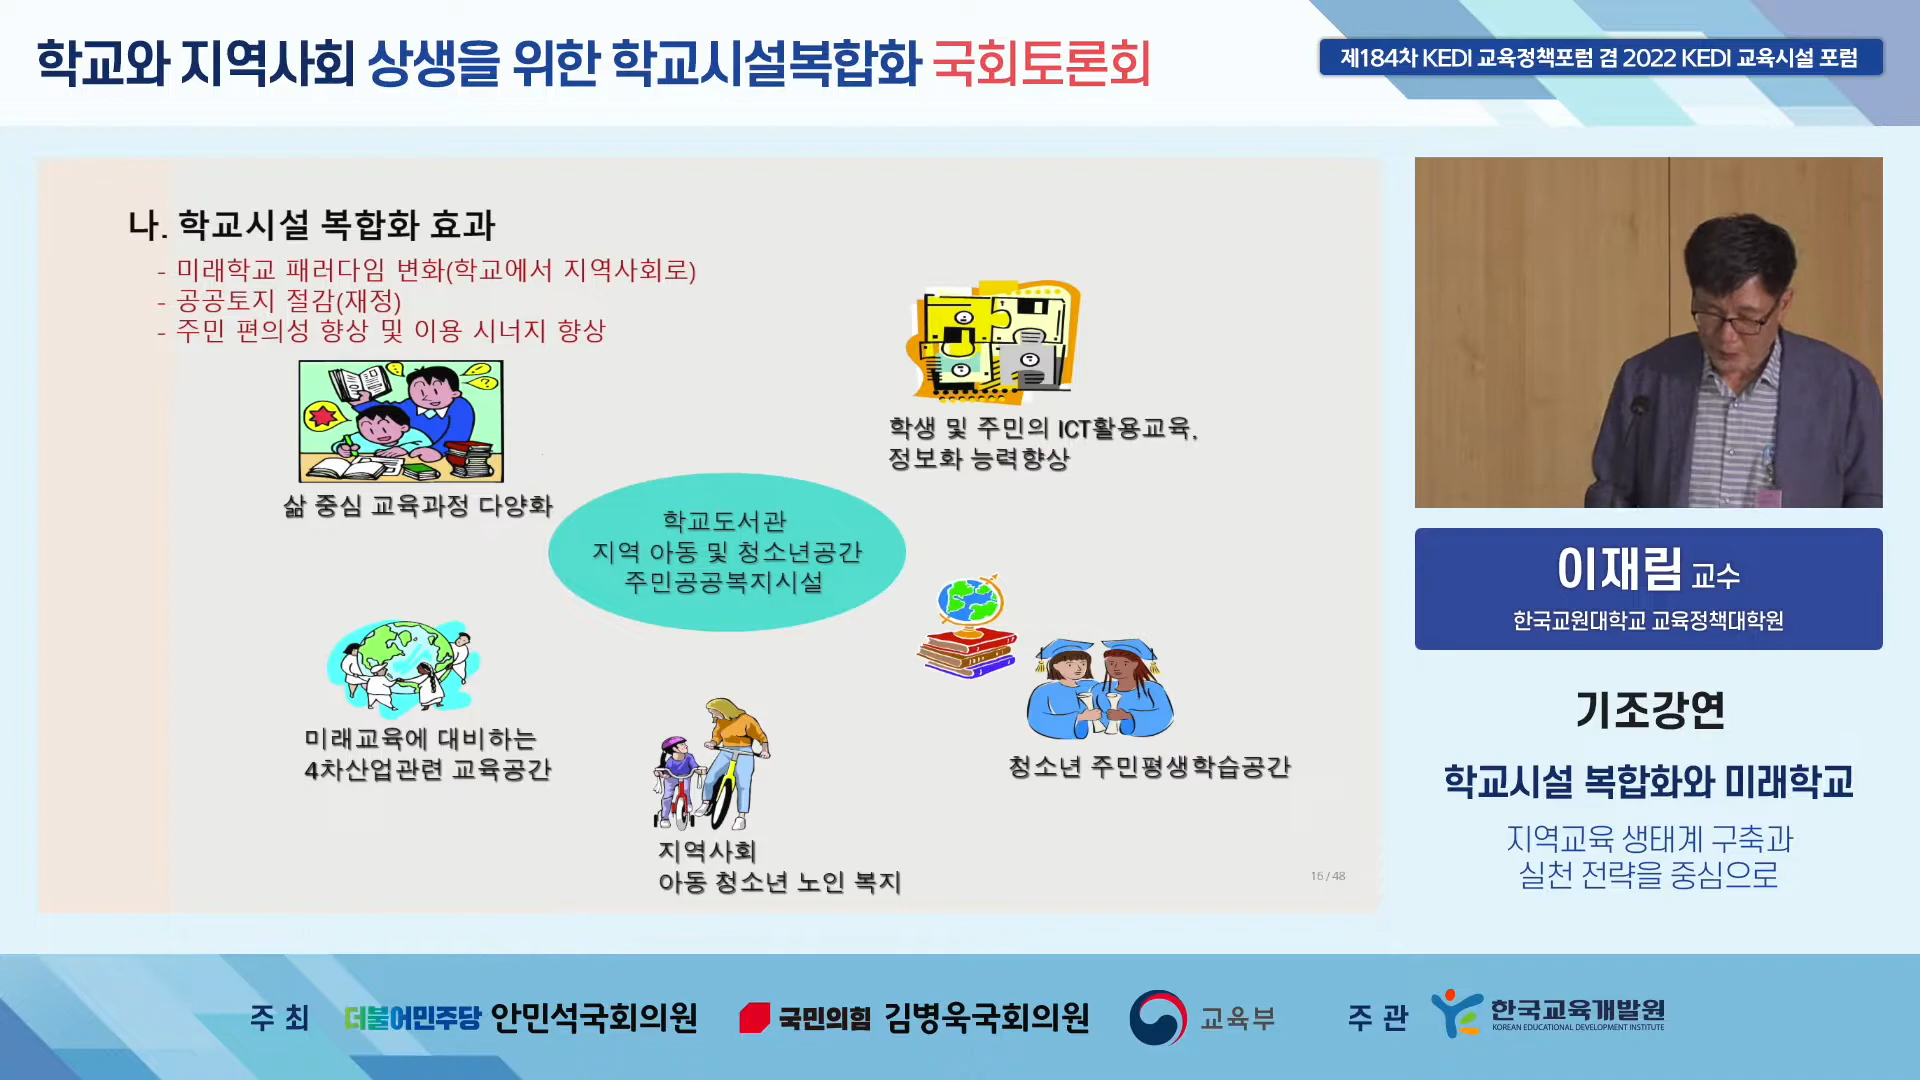 학교와 지역사회 상생을 위한 학교시설복합화 국회토론회
제184차 KEDI 교육정책포럼 겸 2022 KEDI 교육시설 포럼
나. 학교시설 복합화 효과
- 미래학교 패러다임 변화(학교에서 지역사회로)
- 공공토지 절감(재정)
- 주민 편의성 향상 및 이용 시너지 향상
학생 및 주민의 ICT활용교육,
정보화 능력향상
삶 중심 교육과정 다양화
학교도서관
지역 아동 및 청소년공간
주민공공복지시설
미래교육에 대비하는
4차산업관련 교육공간
청소년 주민평생학습공간
지역사회
아동 청소년 노인 복지
16/48
이재림 교수
한국교원대학교 교육정책대학원
기조강연
학교시설 복합화와 미래학교
지역교육 생태계 구축과
실천 전략을 중심으로
주최 더불어민주당 안민석국회의원 국민의힘 김병욱국회의원 교육부 주관 한국교육개발원
KOREAN EDUCATIONAL DEVELOPMENT INSTITUTE